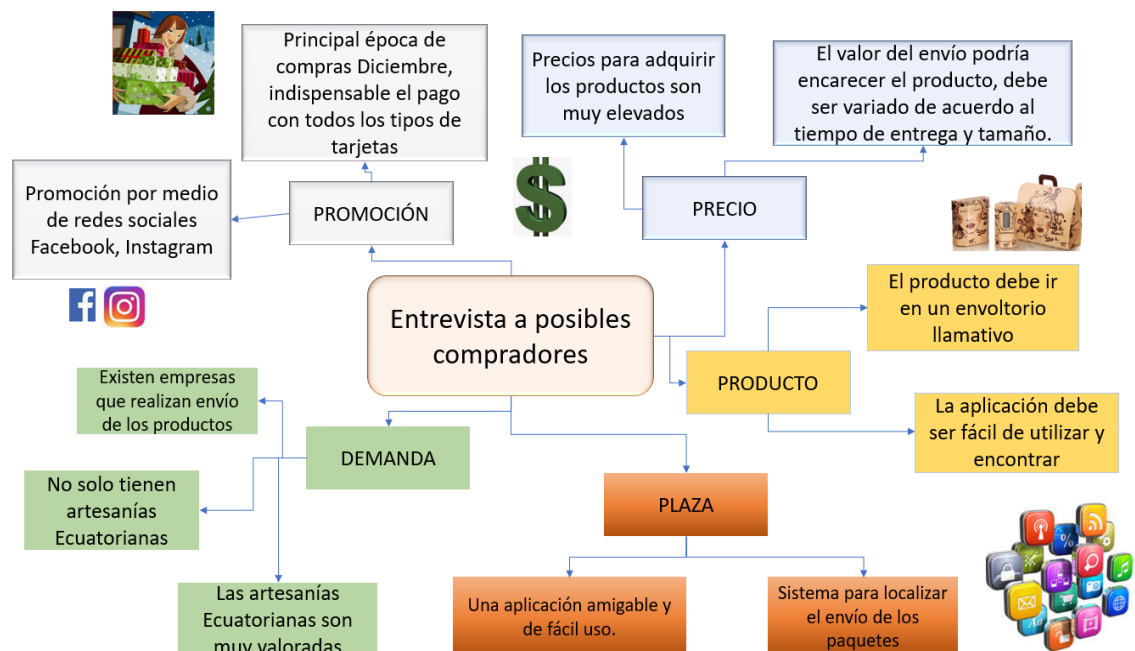 Principal época de
compras Diciembre,
indispensable el pago
con todos los tipos de
tarjetas
Precios para adquirir
los productos son
muy elevados
El valor del envío podría
encarecer el producto, debe
ser variado de acuerdo al
tiempo de entrega y tamaño.
Promoción por medio
de redes sociales
Facebook, Instagram
PROMOCIÓN
PRECIO
Entrevista a posibles
compradores
El producto debe ir
en un envoltorio
llamativo
PRODUCTO
La aplicación debe
ser fácil de utilizar y
encontrar
Existen empresas
que realizan envío
de los productos
DEMANDA
No solo tienen
artesanías
Ecuatorianas
PLAZA
Las artesanías
Ecuatorianas son
muy valoradas
Una aplicación amigable y
de fácil uso.
Sistema para localizar
el envío de los
paquetes